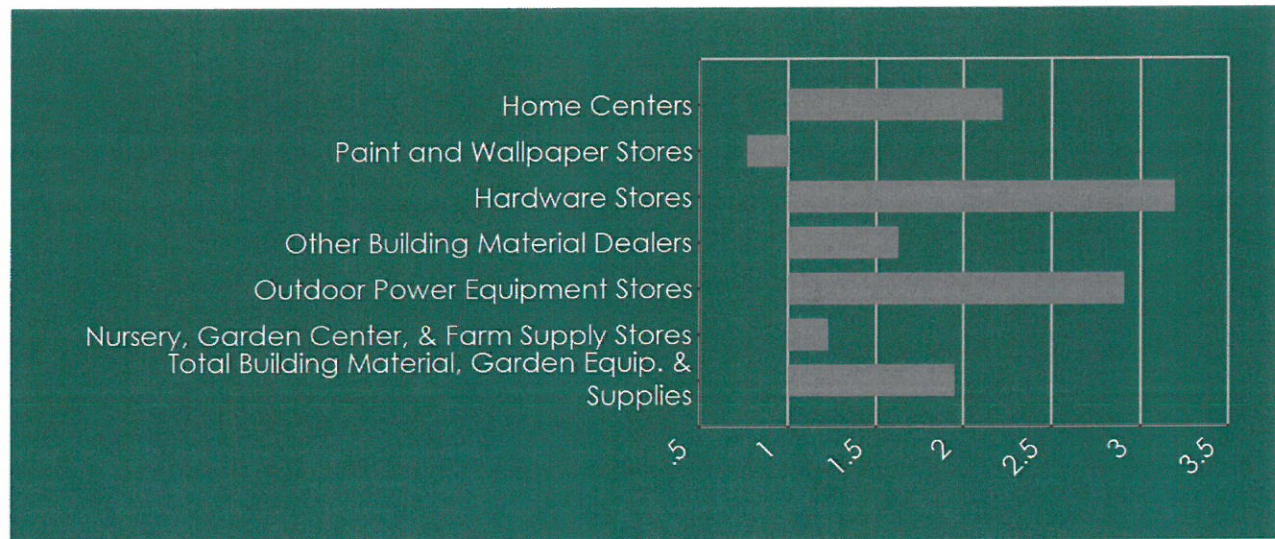 Home Centers
Paint and Wallpaper Stores
Hardware Stores
Other Building Material Dealers
Outdoor Power Equipment Stores
Nursery, Garden Center, & Farm Supply Stores
Total Building Material, Garden Equip. &
Supplies
.5 1 1.5 2 2.5 3 3.5